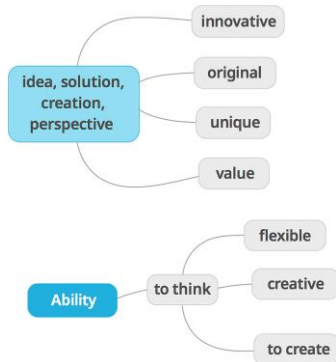 innovative
idea, solution,
creation,
perspective
original
unique
value
flexible
Ability
to think
creative
to create